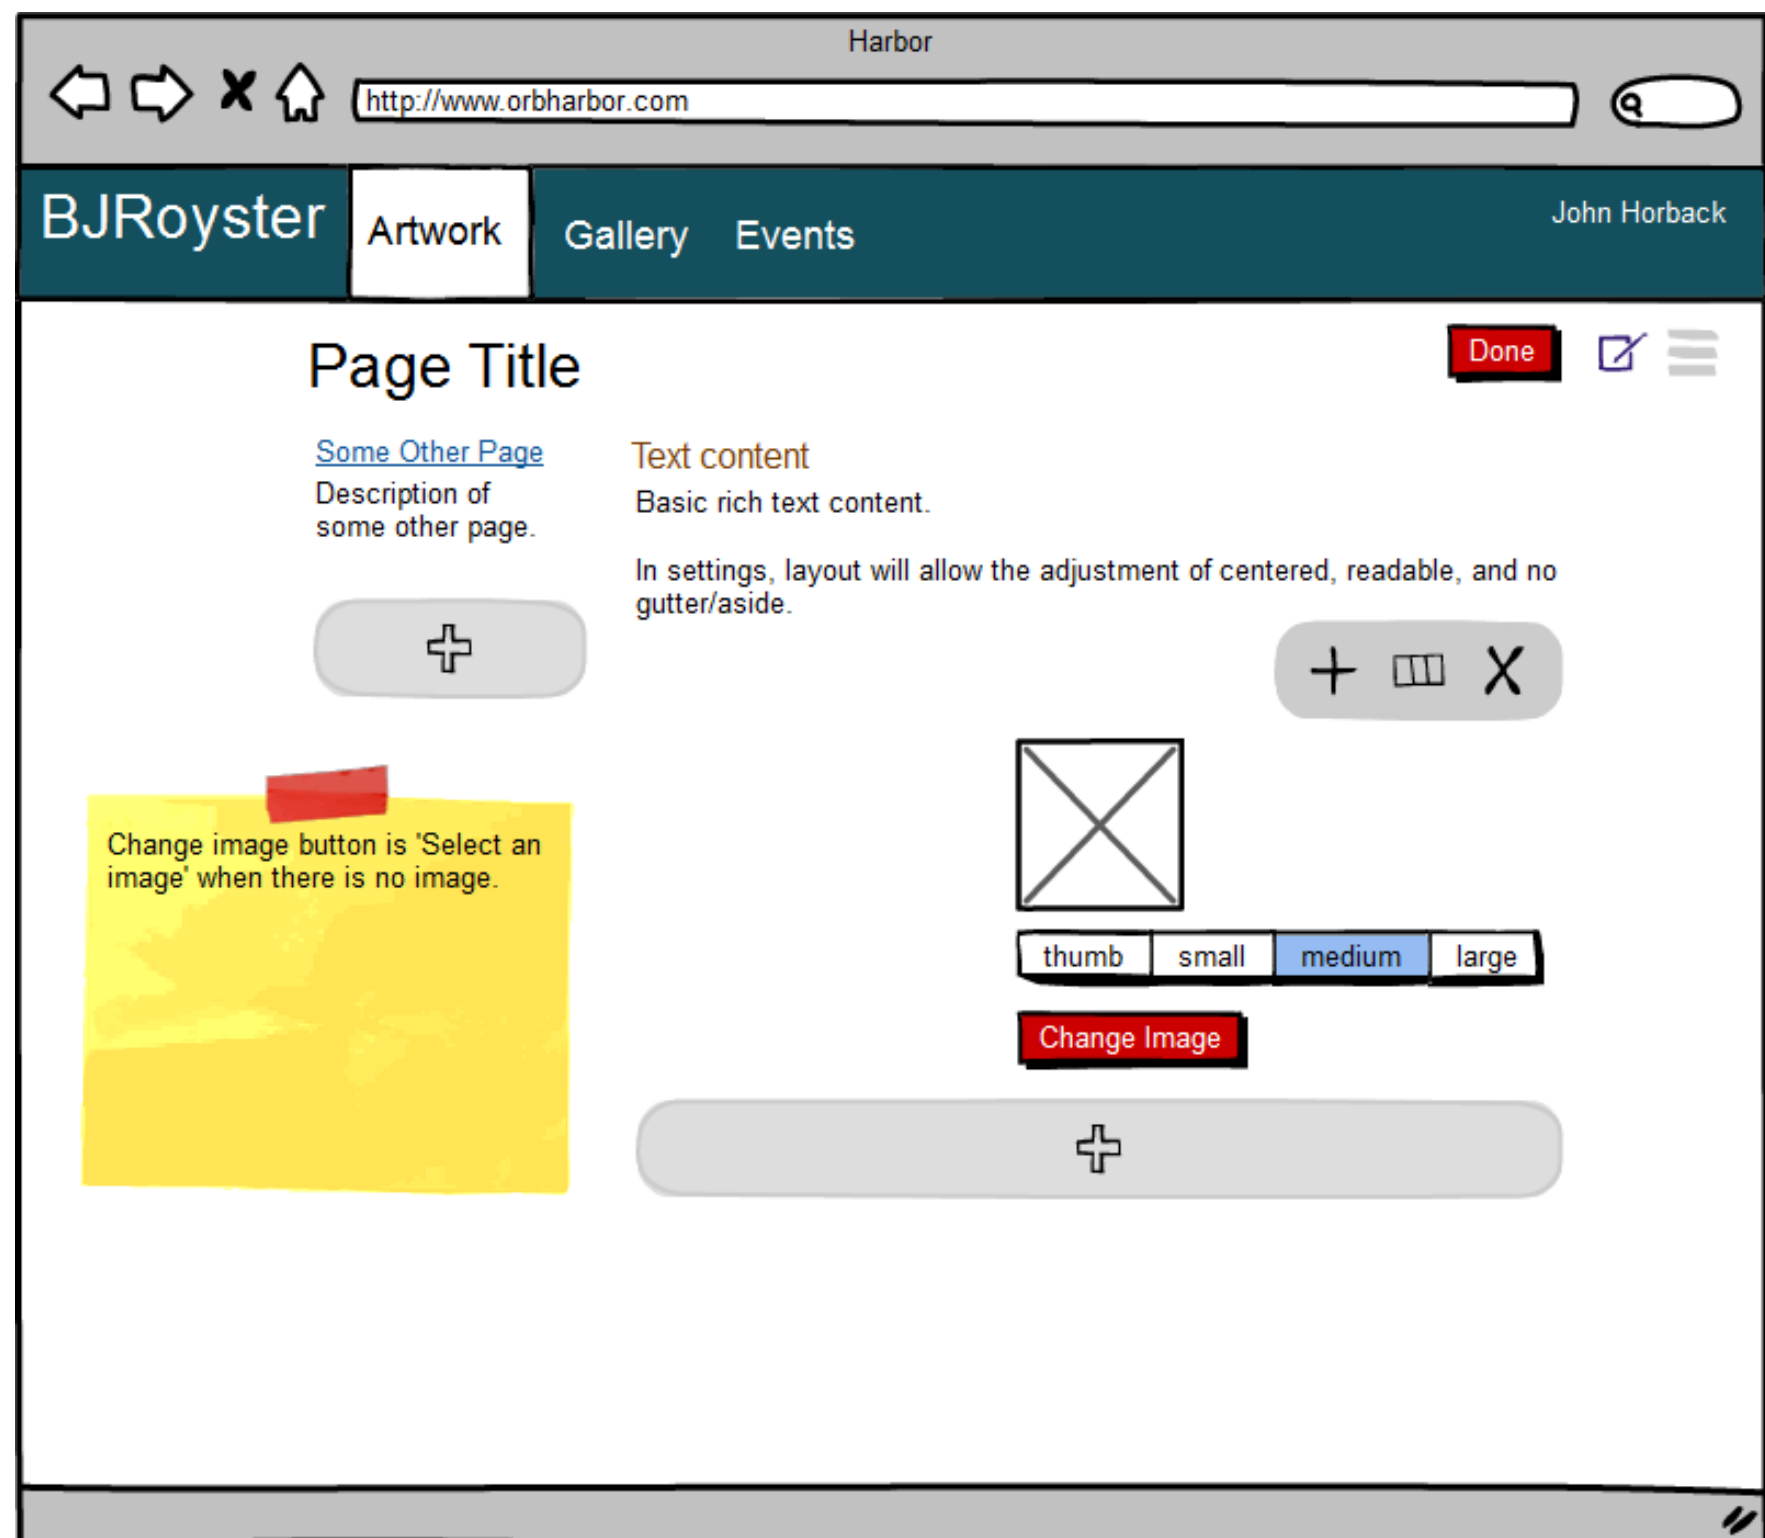 Harbor
http://www.orbharbor.com
BJRoyster
Artwork
Gallery
Events
John Horback
Page Title
Done
Some Other Page
Description of
some other page.
Text content
Basic rich text content.
In settings, layout will allow the adjustment of centered, readable, and no
gutter/aside.
Change image button is 'Select an
image' when there is no image.
thumb
small
medium
large
Change Image